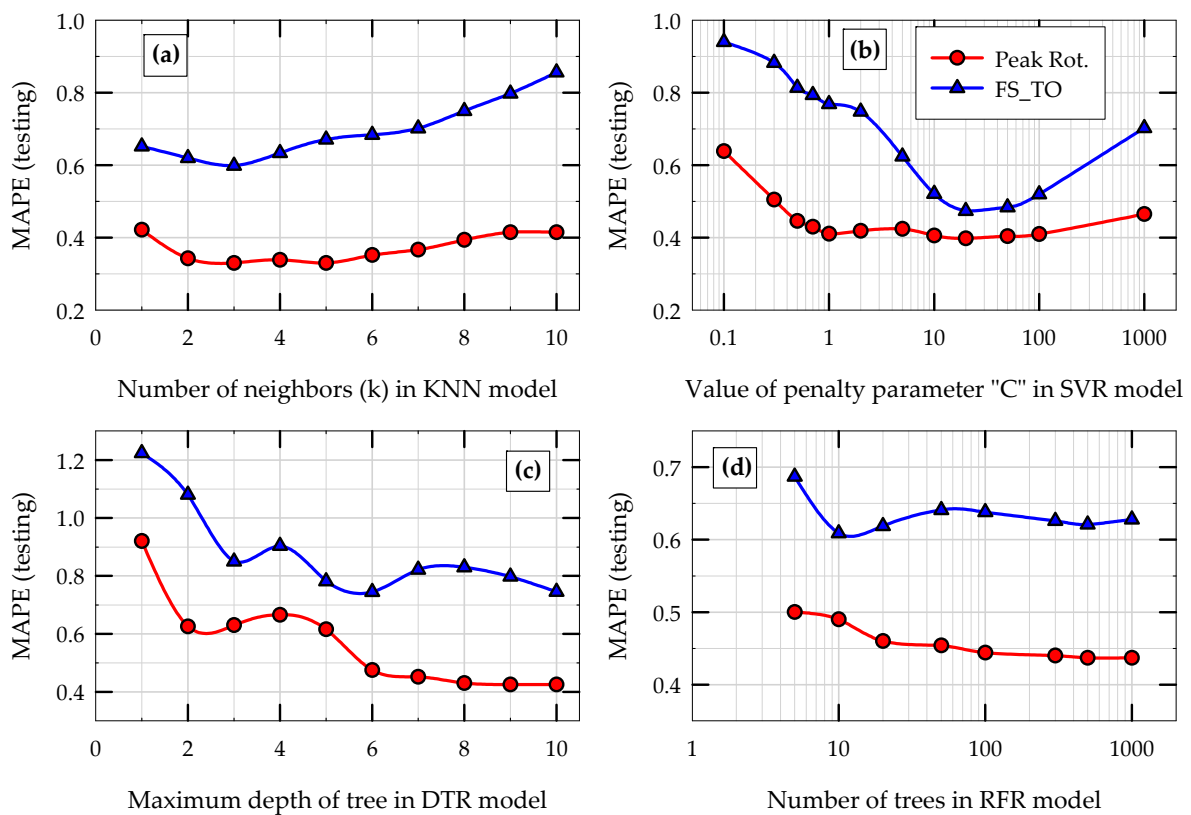 1.0
0.8
0.6
0.4
0.2
MAPE (testing)
(a)
0 2 4 6 8 10
Number of neighbors (k) in KNN model
1.0
0.8
0.6
0.4
0.2
MAPE (testing)
(b)
Peak Rot.
FS_TO
0.1 1 10 100 1000
Value of penalty parameter "C" in SVR model
1.2
1.0
0.8
0.6
0.4
MAPE (testing)
(c)
0 2 4 6 8 10
Maximum depth of tree in DTR model
0.7
0.6
0.5
0.4
MAPE (testing)
(d)
1 10 100 1000
Number of trees in RFR model